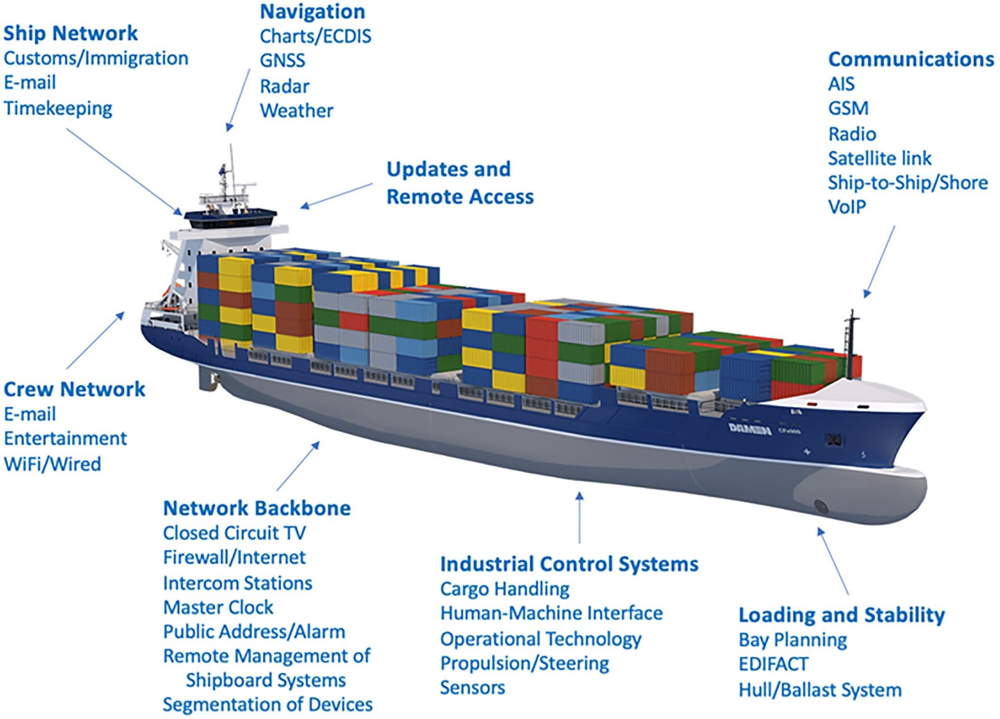 Navigation
Charts/ECDIS
GNSS
Radar
Weather
Ship Network
Customs/Immigration
E-mail
Timekeeping
Communications
AIS
GSM
Radio
Satellite link
Ship-to-Ship/Shore
VoIP
Updates and
Remote Access
Crew Network
E-mail
Entertainment
WiFi/Wired
DAMEN
Network Backbone
Closed Circuit TV
Firewall/Internet
Intercom Stations
Master Clock
Public Address/Alarm
Remote Management of
Shipboard Systems
Segmentation of Devices
Industrial Control Systems
Cargo Handling
Human-Machine Interface
Operational Technology
Propulsion/Steering
Sensors
Loading and Stability
Bay Planning
EDIFACT
Hull/Ballast System